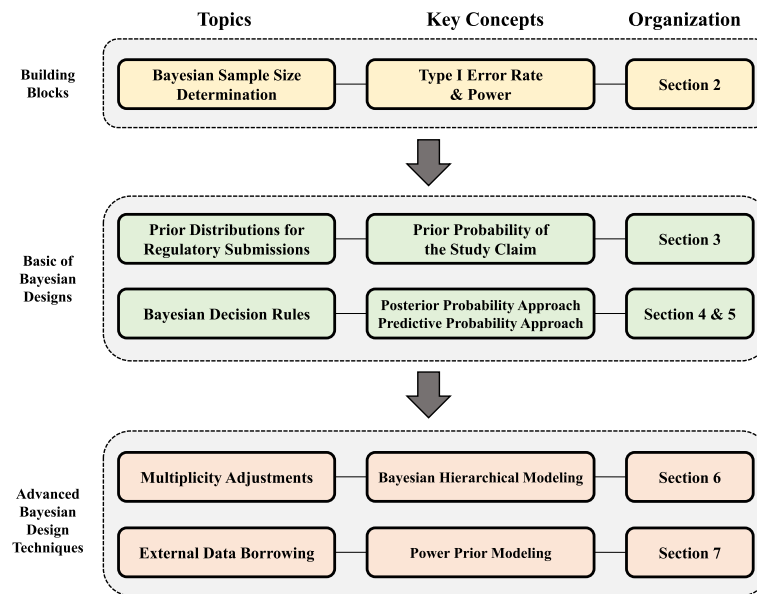 Topics
Key Concepts
Organization
Building
Blocks
Bayesian Sample Size
Determination
Type I Error Rate
& Power
Section 2
Basic of
Bayesian
Designs
Prior Distributions for
Regulatory Submissions
Prior Probability of
the Study Claim
Section 3
Bayesian Decision Rules
Posterior Probability Approach
Predictive Probability Approach
Section 4 & 5
Advanced
Bayesian
Design
Techniques
Multiplicity Adjustments
Bayesian Hierarchical Modeling
Section 6
External Data Borrowing
Power Prior Modeling
Section 7